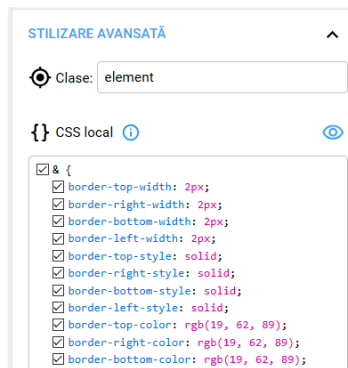 STILIZARE AVANSATĂ
Clase: element
{} CSS local
& {
border-top-width: 2px;
border-right-width: 2px;
border-bottom-width: 2px;
border-left-width: 2px;
border-top-style: solid;
border-right-style: solid;
border-bottom-style: solid;
border-left-style: solid;
border-top-color: rgb(19, 62, 89);
border-right-color: rgb(19, 62, 89);
border-bottom-color: rgb(19, 62, 89);